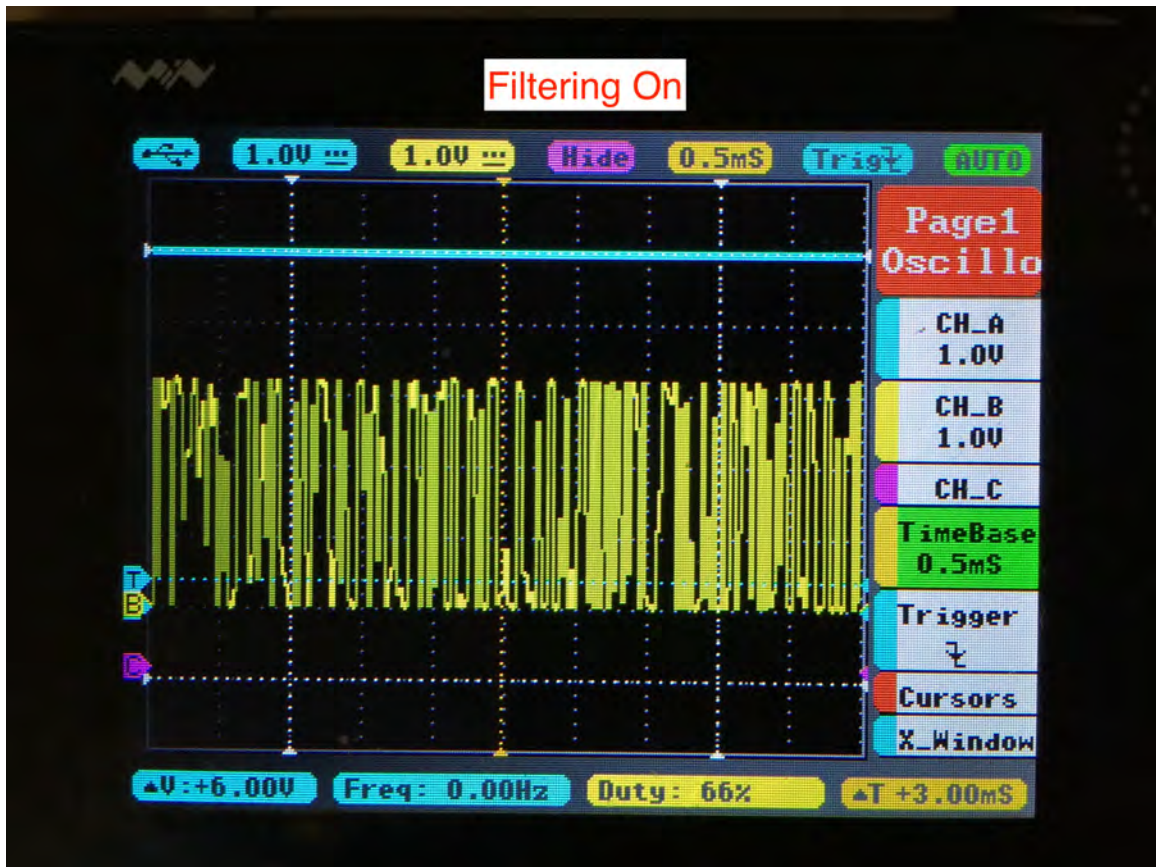 Filtering On
1.0V
1.0V
Hide
0.5mS
Trig
AUTO
Page1
Oscillo
CH_A
1.0V
CH_B
1.0V
CH_C
TimeBase
0.5mS
Trigger
Cursors
X_Window
T
B
C
▲V:+6.00V
Freq: 0.00Hz
Duty: 66%
▲T +3.00mS